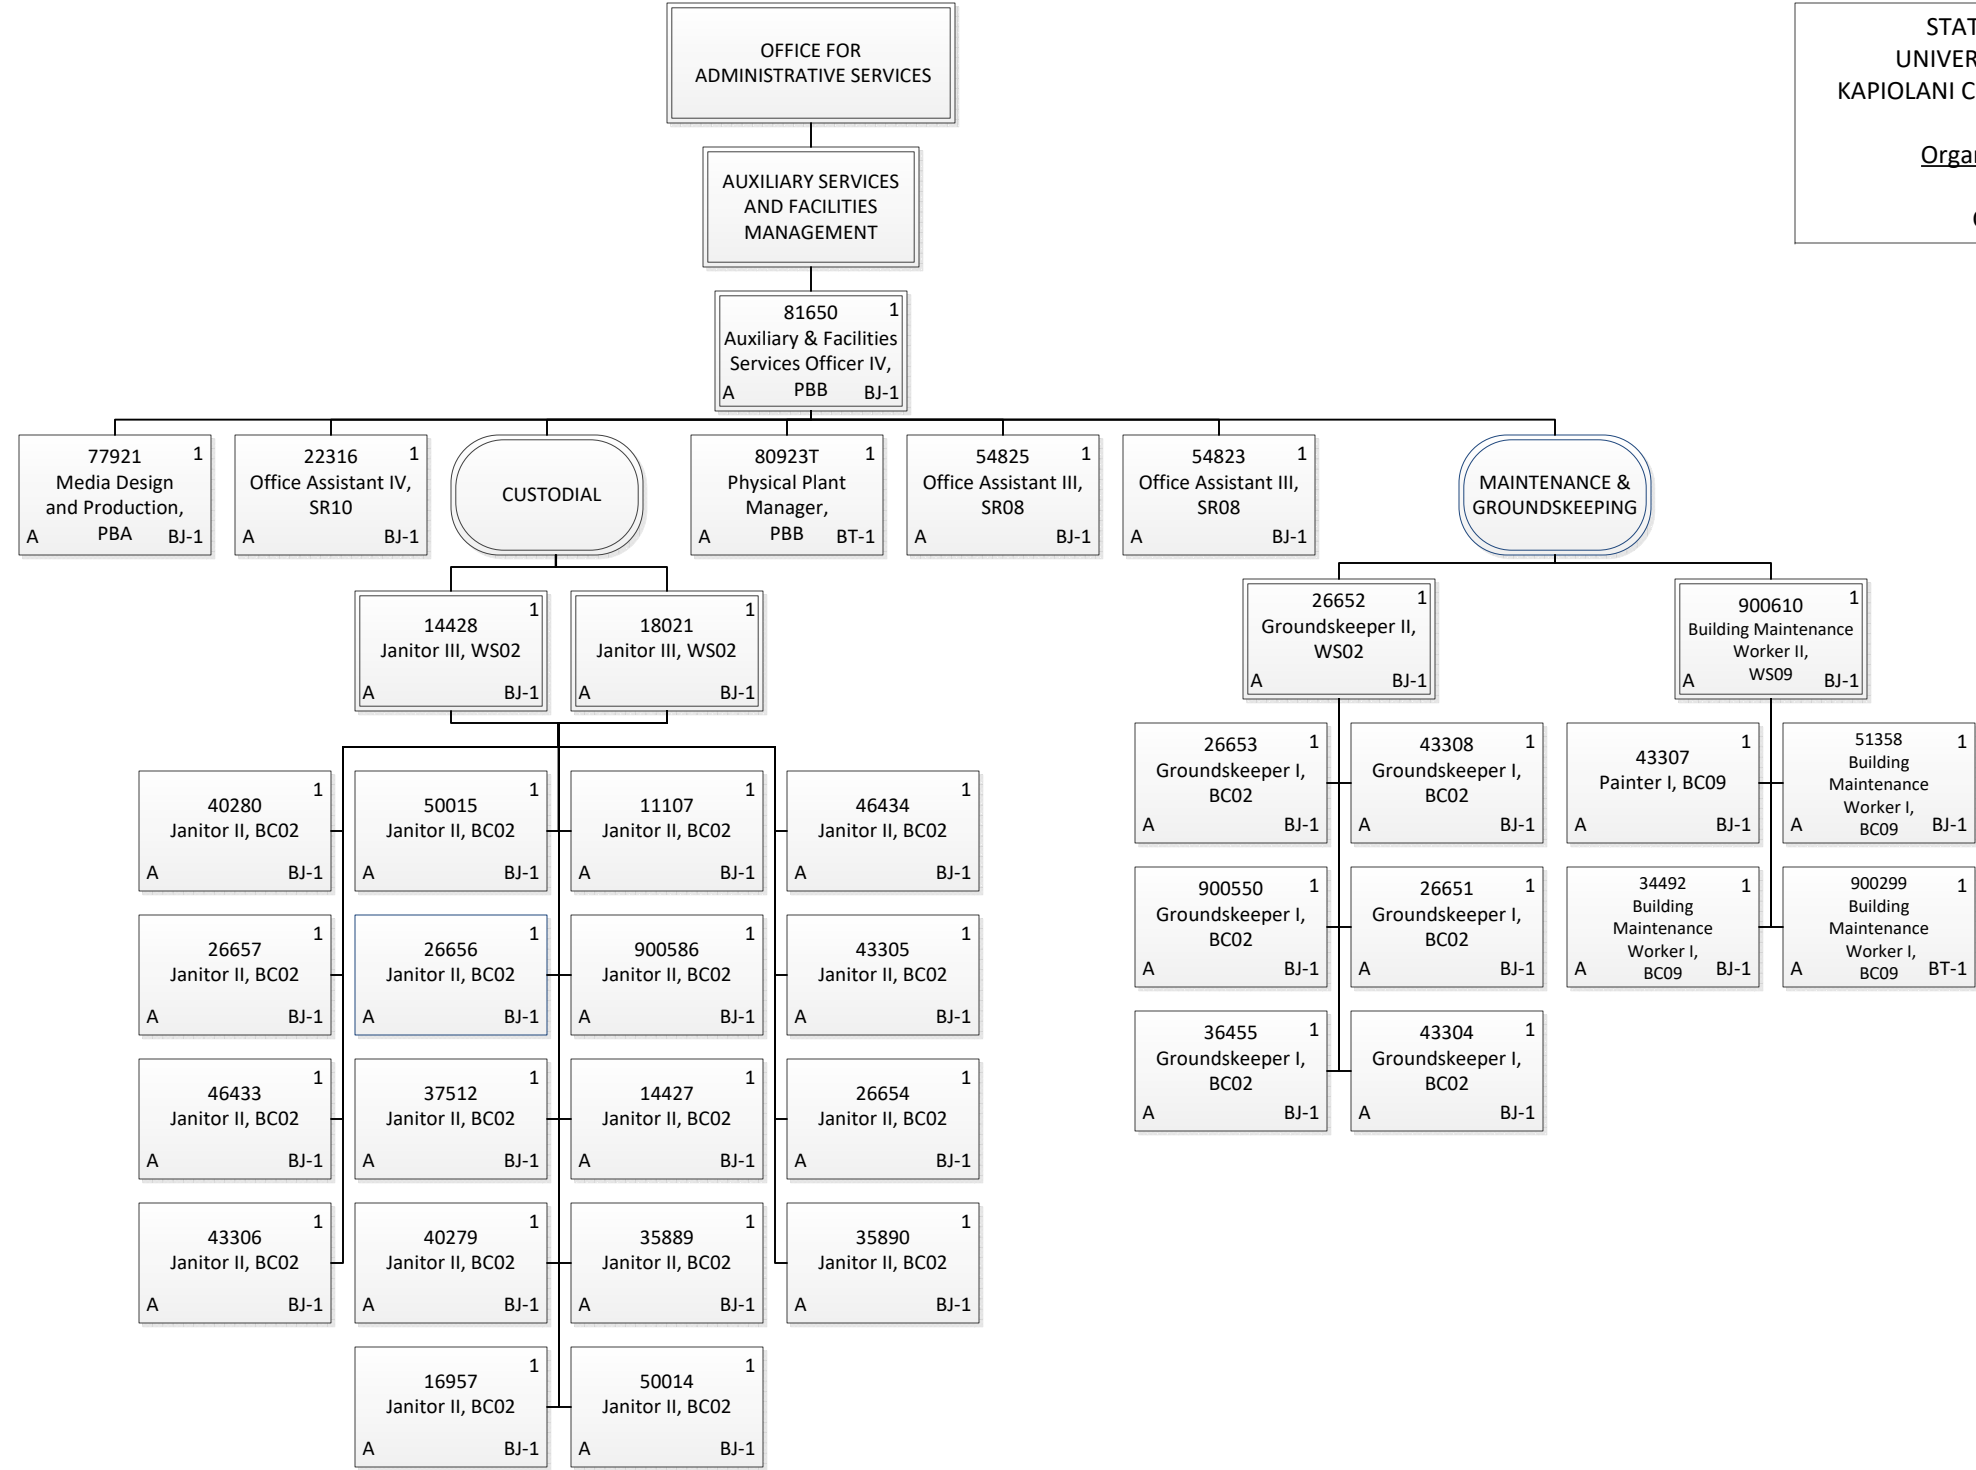 OFFICE FOR
ADMINISTRATIVE SERVICES
KAPIOLANI
AUXILIARY SERVICES
AND FACILITIES
MANAGEMENT
81650 1
Auxiliary & Facilities
Services Officer IV,
PBB
A BJ-1
77921 1
Media Design
and Production,
PBA
A BJ-1
22316 1
Office Assistant IV,
SR10
A BJ-1
CUSTODIAL
80923T 1
Physical Plant
Manager,
PBB
A BT-1
54825 1
Office Assistant III,
SR08
A BJ-1
54823 1
Office Assistant III,
SR08
A BJ-1
MAINTENANCE &
GROUNDSKEEPING
1
14428
Janitor III, WS02
A BJ-1
1
18021
Janitor III, WS02
A BJ-1
26652 1
Groundskeeper II,
WS02
A BJ-1
1
900610
Building Maintenance
Worker II,
WS09
A BJ-1
1
40280
Janitor II, BC02
A BJ-1
1
50015
Janitor II, BC02
A BJ-1
1
11107
Janitor II, BC02
A BJ-1
1
46434
Janitor II, BC02
A BJ-1
1
26657
Janitor II, BC02
A BJ-1
1
26656
Janitor II, BC02
A BJ-1
1
900586
Janitor II, BC02
A BJ-1
1
43305
Janitor II, BC02
A BJ-1
1
46433
Janitor II, BC02
A BJ-1
1
37512
Janitor II, BC02
A BJ-1
1
14427
Janitor II, BC02
A BJ-1
1
26654
Janitor II, BC02
A BJ-1
1
43306
Janitor II, BC02
A BJ-1
1
40279
Janitor II, BC02
A BJ-1
1
35889
Janitor II, BC02
A BJ-1
1
35890
Janitor II, BC02
A BJ-1
1
16957
Janitor II, BC02
A BJ-1
1
50014
Janitor II, BC02
A BJ-1
26653 1
Groundskeeper I,
BC02
A BJ-1
43308 1
Groundskeeper I,
BC02
A BJ-1
900550 1
Groundskeeper I,
BC02
A BJ-1
26651 1
Groundskeeper I,
BC02
A BJ-1
36455 1
Groundskeeper I,
BC02
A BJ-1
43304 1
Groundskeeper I,
BC02
A BJ-1
1
43307
Painter I, BC09
A BJ-1
51358 1
Building
Maintenance
Worker I,
BC09
A BJ-1
34492 1
Building
Maintenance
Worker I,
BC09
A BJ-1
900299 1
Building
Maintenance
Worker I,
BC09
A BT-1